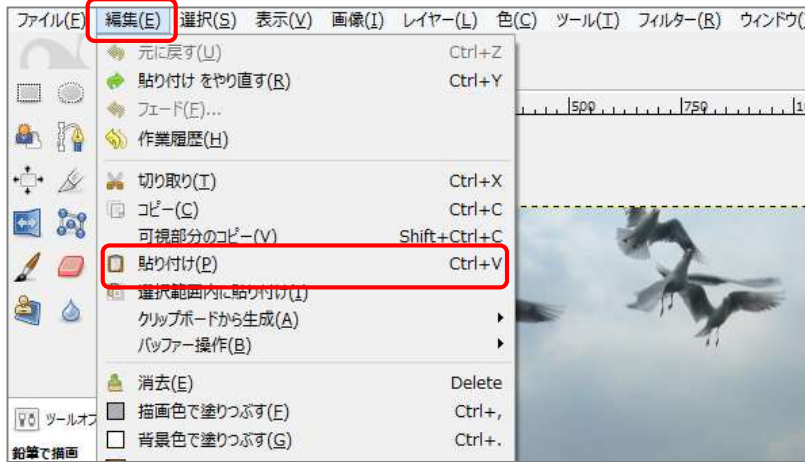 ファイル(F) 編集(E) 選択(S) 表示(V) 画像(I) レイヤー(L) 色(C) ツール(T) フィルター(R) ウィンドウ(
元に戻す(U) Ctrl+Z
貼り付け をやり直す(R) Ctrl+Y
フェード(F)...
作業履歴(H)
500 750
切り取り(T) Ctrl+X
コピー(C) Ctrl+C
可視部分のコピー(V) Shift+Ctrl+C
貼り付け(P) Ctrl+V
選択範囲内に貼り付け(I)
クリップボードから生成(A)
バッファー操作(B)
消去(E) Delete
描画色で塗りつぶす(F) Ctrl+,
背景色で塗りつぶす(G) Ctrl+.
ツールオプ
鉛筆で描画